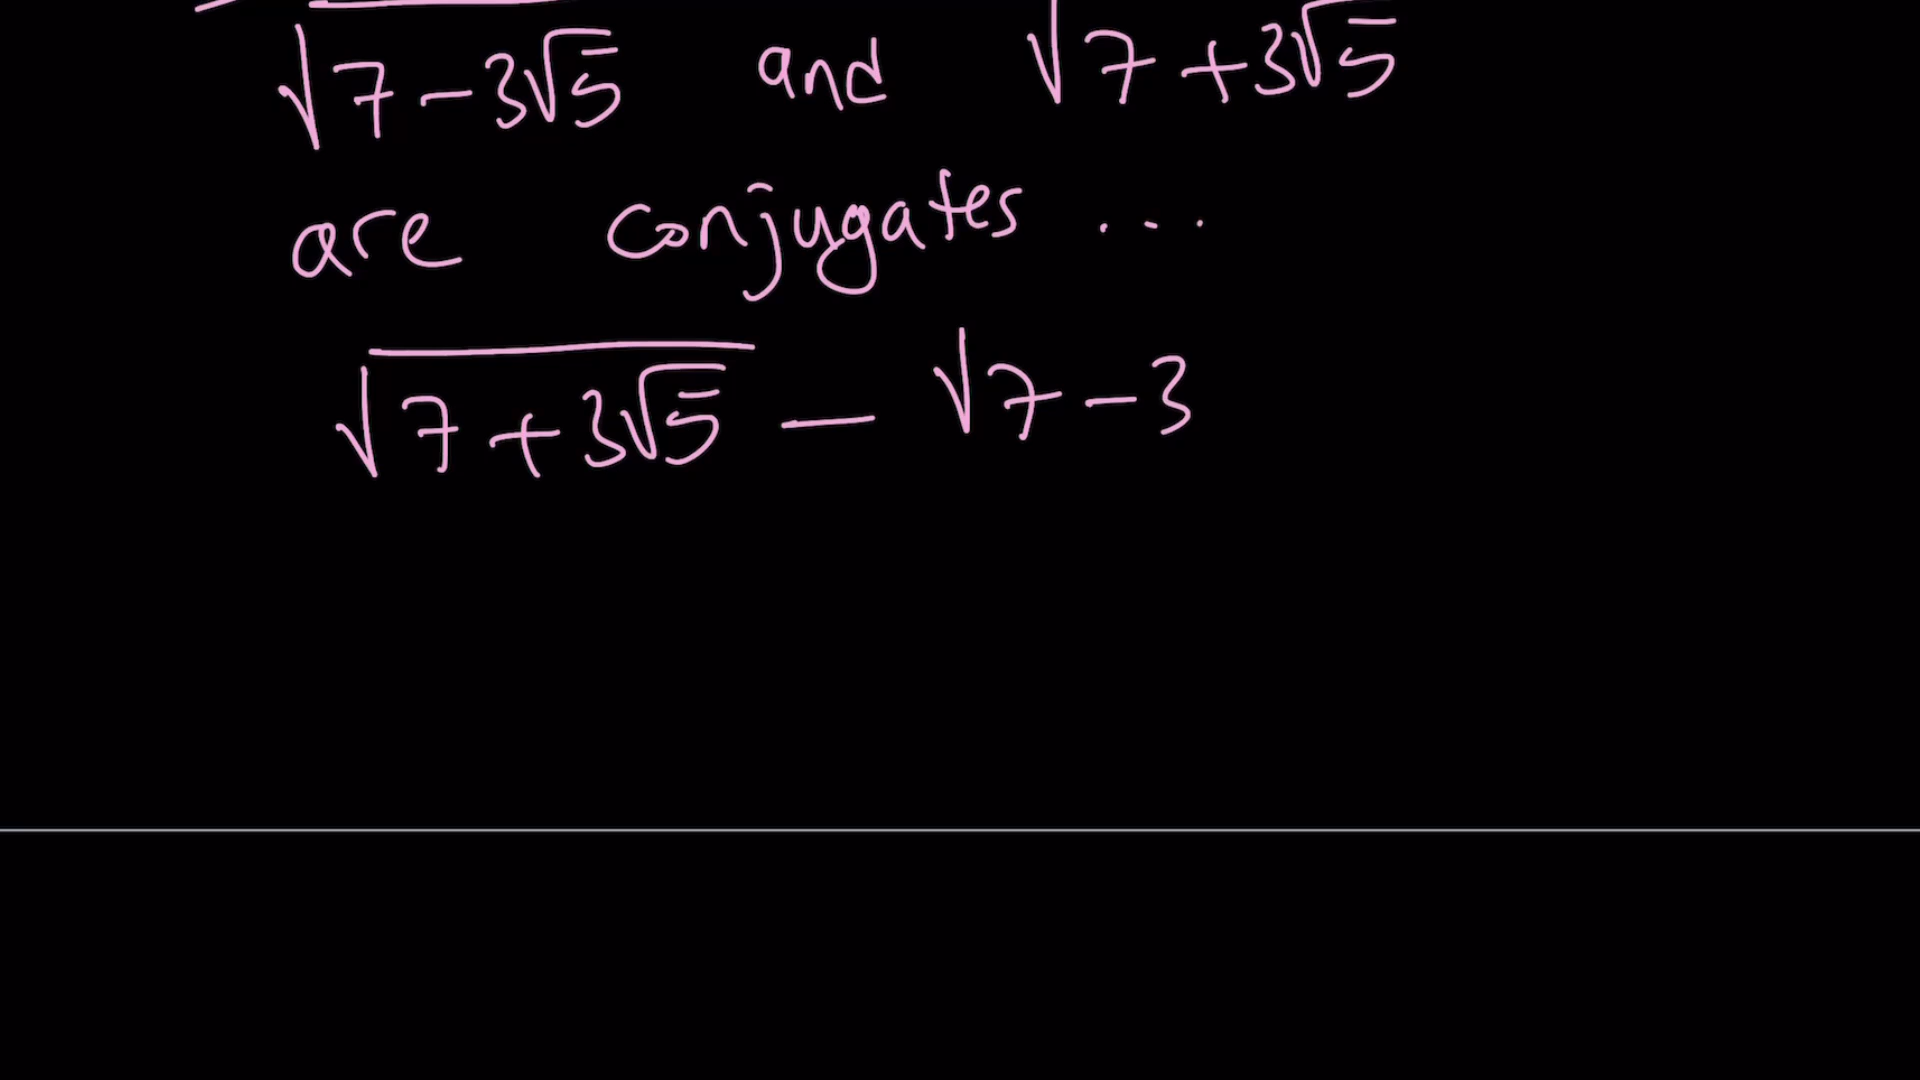 √7-3√5 and √7+3√5
are conjugates ...
√7+3√5 - √7-3